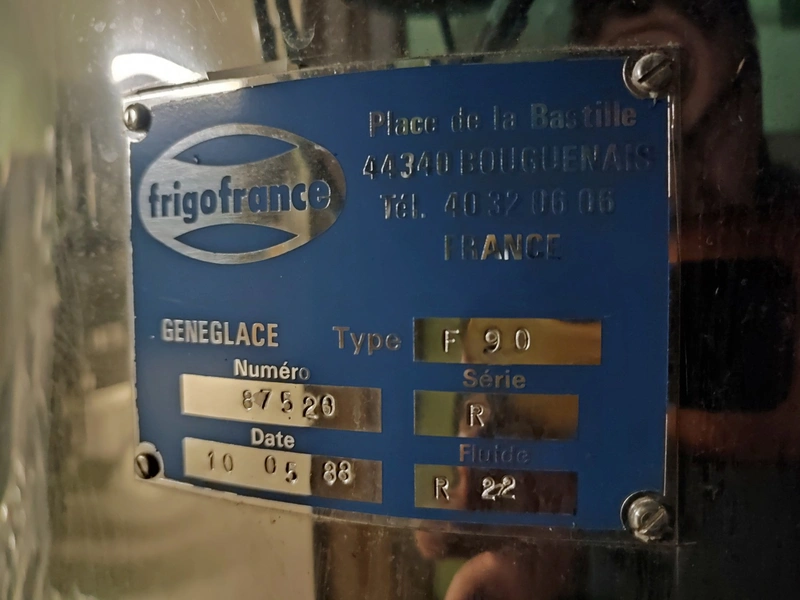 frigofrance
Place de la Bastille
44340 BOUGUENAIS
Tél. 40 32 06 06
FRANCE
GENEGLACE
Type F 90
Numéro
87520
Série
R
Date
10 05 88
Fluide
R 22